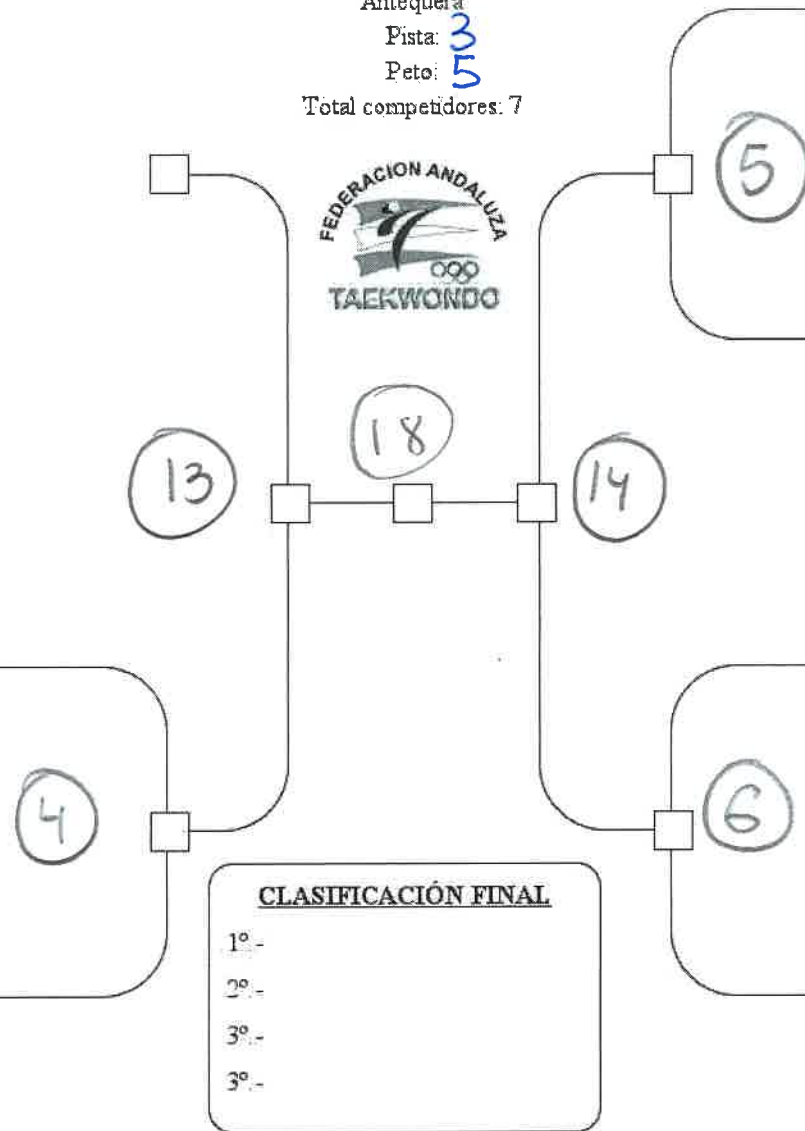 Antequera
Pista: 3
Peto: 5
Total competidores: 7
FEDERACION ANDALUZA
TAEKWONDO
5
18
13
14
4
6
CLASIFICACIÓN FINAL
1º.-
2º.-
3º.-
3º.-